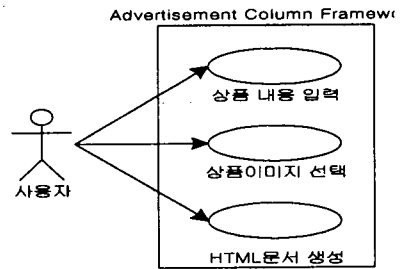 Advertisement Column Framew
상품 내용 입력
상품이미지 선택
사용자
HTML문서 생성